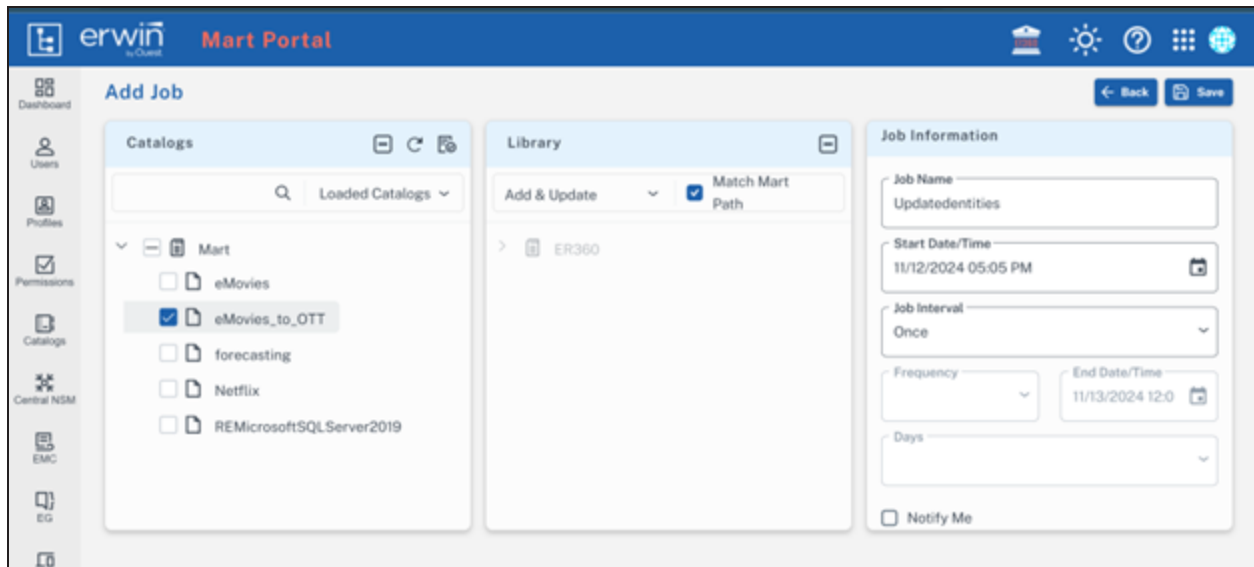 erwin
by Quest
Mart Portal
Dashboard
Users
Profiles
Permissions
Catalogs
Central NSM
EMC
EG
Add Job
Back
Save
Catalogs
Loaded Catalogs
Mart
eMovies
eMovies_to_OTT
forecasting
Netflix
REMicrosoftSQLServer2019
Library
Add & Update
Match Mart
Path
ER360
Job Information
Job Name
Updatedentities
Start Date/Time
11/12/2024 05:05 PM
Job Interval
Once
Frequency
End Date/Time
11/13/2024 12:0
Days
Notify Me